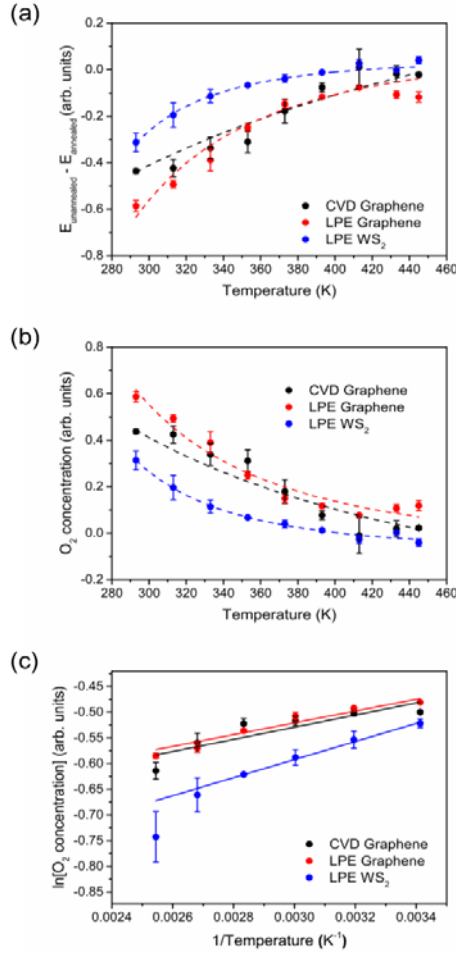 (a)
E unannealed - E annealed (arb. units)
0.2
0.0
-0.2
-0.4
-0.6
-0.8
CVD Graphene
LPE Graphene
LPE WS2
280 300 320 340 360 380 400 420 440 460
Temperature (K)
(b)
O2 concentration (arb. units)
0.8
0.6
0.4
0.2
0.0
-0.2
CVD Graphene
LPE Graphene
LPE WS2
280 300 320 340 360 380 400 420 440 460
Temperature (K)
(c)
ln[O2 concentration] (arb. units)
-0.45
-0.50
-0.55
-0.60
-0.65
-0.70
-0.75
-0.80
-0.85
CVD Graphene
LPE Graphene
LPE WS2
0.0024 0.0026 0.0028 0.0030 0.0032 0.0034
1/Temperature (K-1)